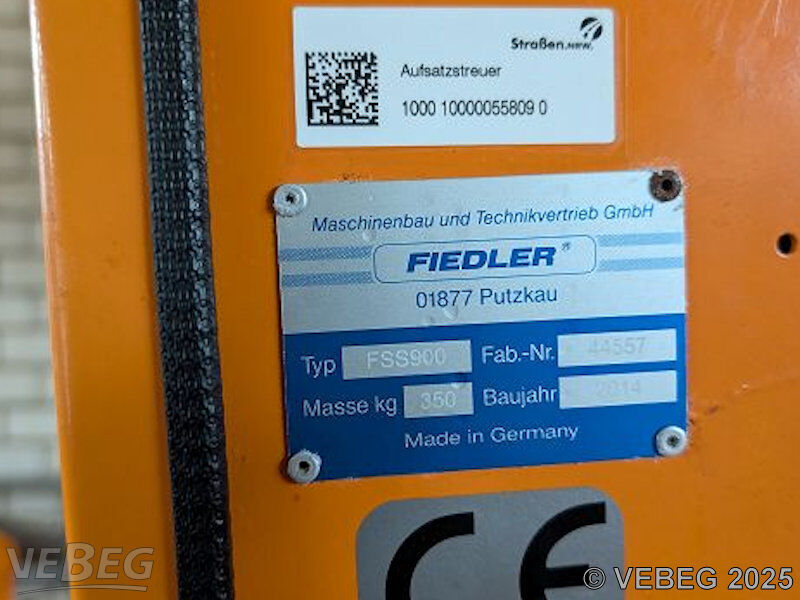 Straßen.NRW.
Aufsatzstreuer
1000 10000055809 0
Maschinenbau und Technikvertrieb GmbH
FIEDLER®
01877 Putzkau
Typ FSS900 Fab.-Nr. 44557
Masse kg 350 Baujahr 2014
Made in Germany
CE
VEBEG
© VEBEG 2025